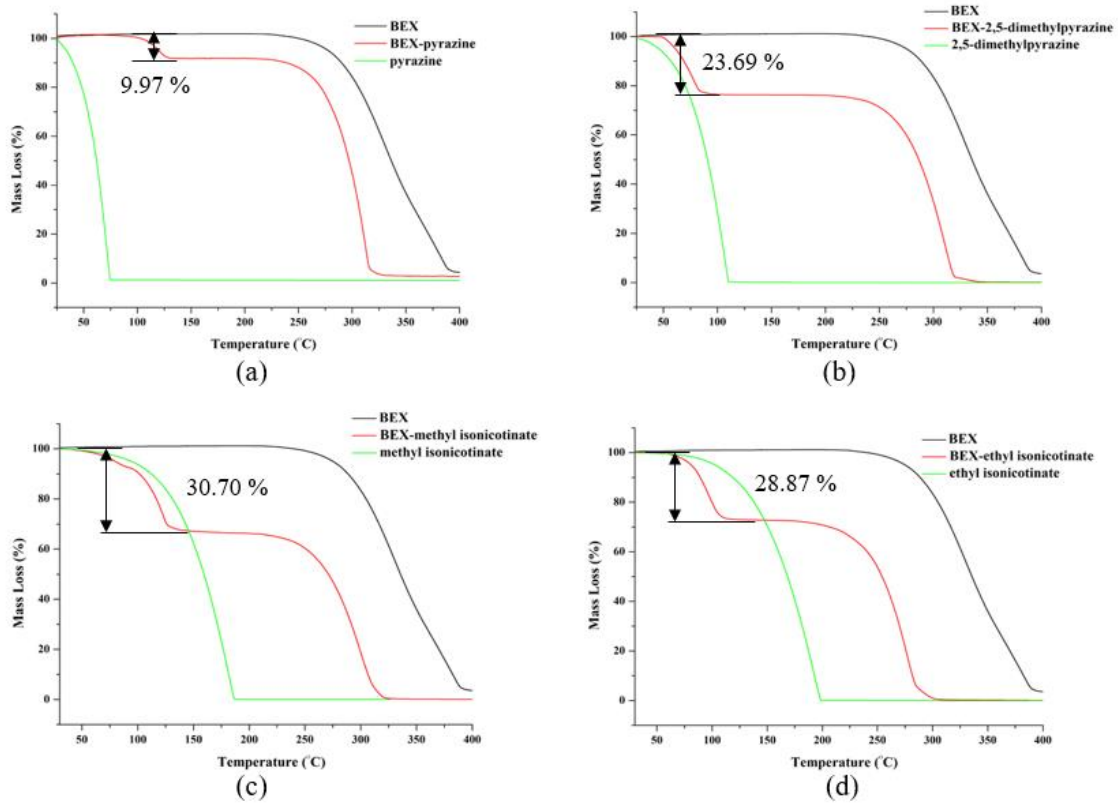 BEX
BEX-pyrazine
pyrazine
100
80
60
40
20
0
Mass Loss (%)
9.97 %
50 100 150 200 250 300 350 400
Temperature (°C)
(a)
BEX
BEX-2,5-dimethylpyrazine
2,5-dimethylpyrazine
100
80
60
40
20
0
Mass Loss (%)
23.69 %
50 100 150 200 250 300 350 400
Temperature (°C)
(b)
BEX
BEX-methyl isonicotinate
methyl isonicotinate
100
80
60
40
20
0
Mass Loss (%)
30.70 %
50 100 150 200 250 300 350 400
Temperature (°C)
(c)
BEX
BEX-ethyl isonicotinate
ethyl isonicotinate
100
80
60
40
20
0
Mass Loss (%)
28.87 %
50 100 150 200 250 300 350 400
Temperature (°C)
(d)